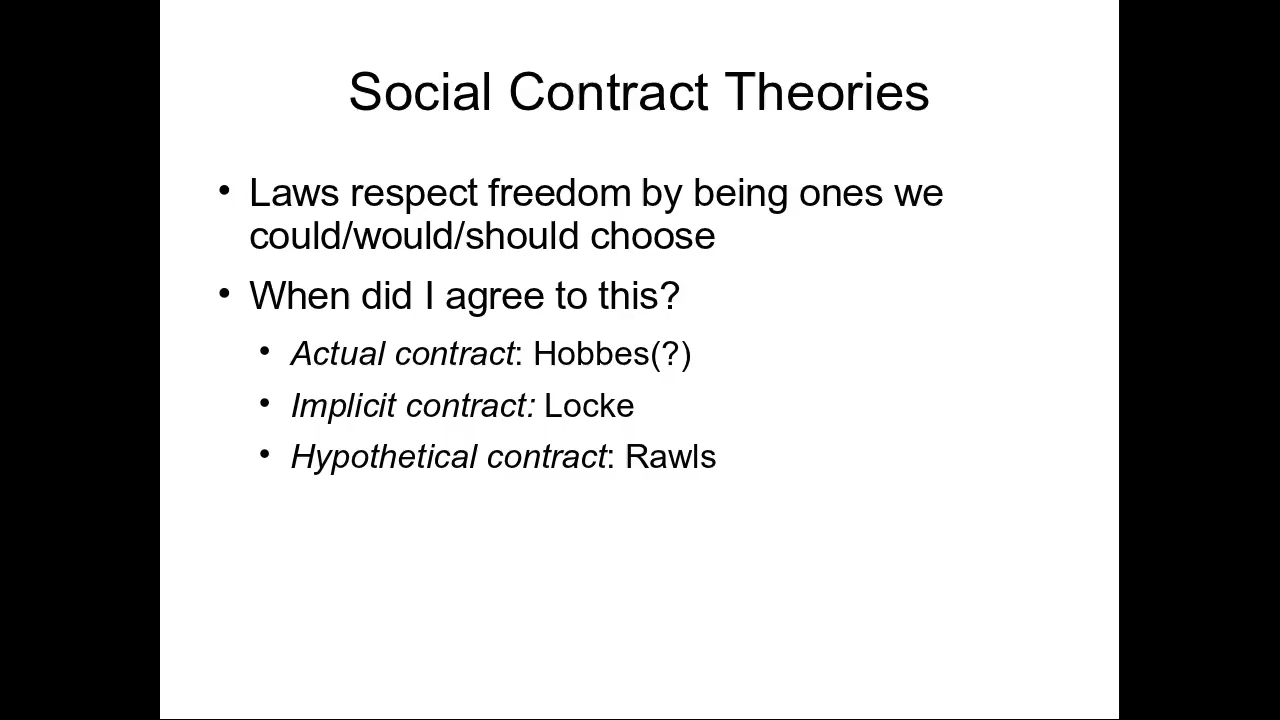 Social Contract Theories
• Laws respect freedom by being ones we
could/would/should choose
• When did I agree to this?
• Actual contract: Hobbes(?)
• Implicit contract: Locke
• Hypothetical contract: Rawls